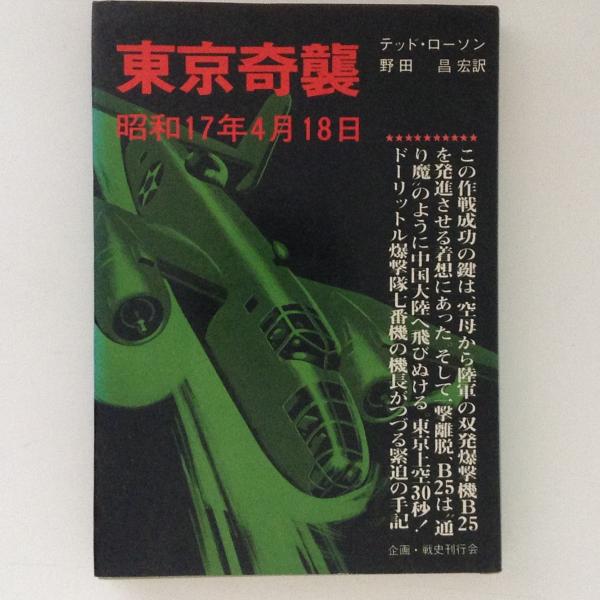 東京奇襲
昭和17年4月18日
テッド・ローソン
野田 昌宏訳
★★★★★★★★★★
この作戦成功の鍵は、空母から陸軍の双発爆撃機B25
を発進させる着想にあった。そして一撃離脱、B25は〝通
り魔〟のように中国大陸へ飛びぬける。東京上空30秒！
ドーリットル爆撃隊七番機の機長がつづる緊迫の手記
企画・戦史刊行会